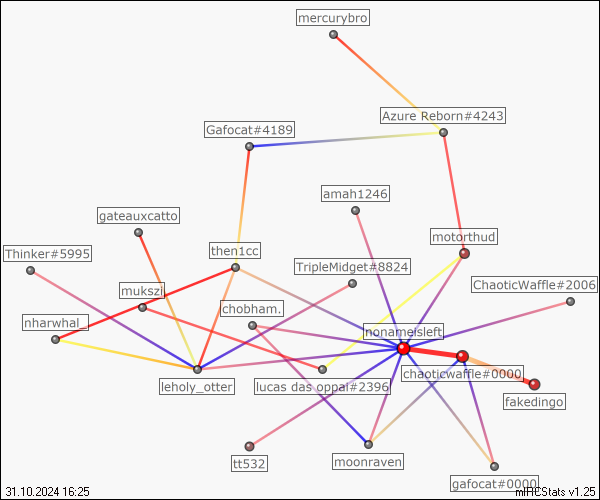 mercurybro
Azure Reborn#4243
Gafocat#4189
amah1246
gateauxcatto
motorthud
Thinker#5995
then1cc
TripleMidget#8824
ChaoticWaffle#2006
mukszi
chobham.
nharwhal_
nonameisleft
chaoticwaffle#0000
leholy_otter
lucas das oppai#2396
fakedingo
tt532
moonraven
gafocat#0000
31.10.2024 16:25
mIRCStats v1.25